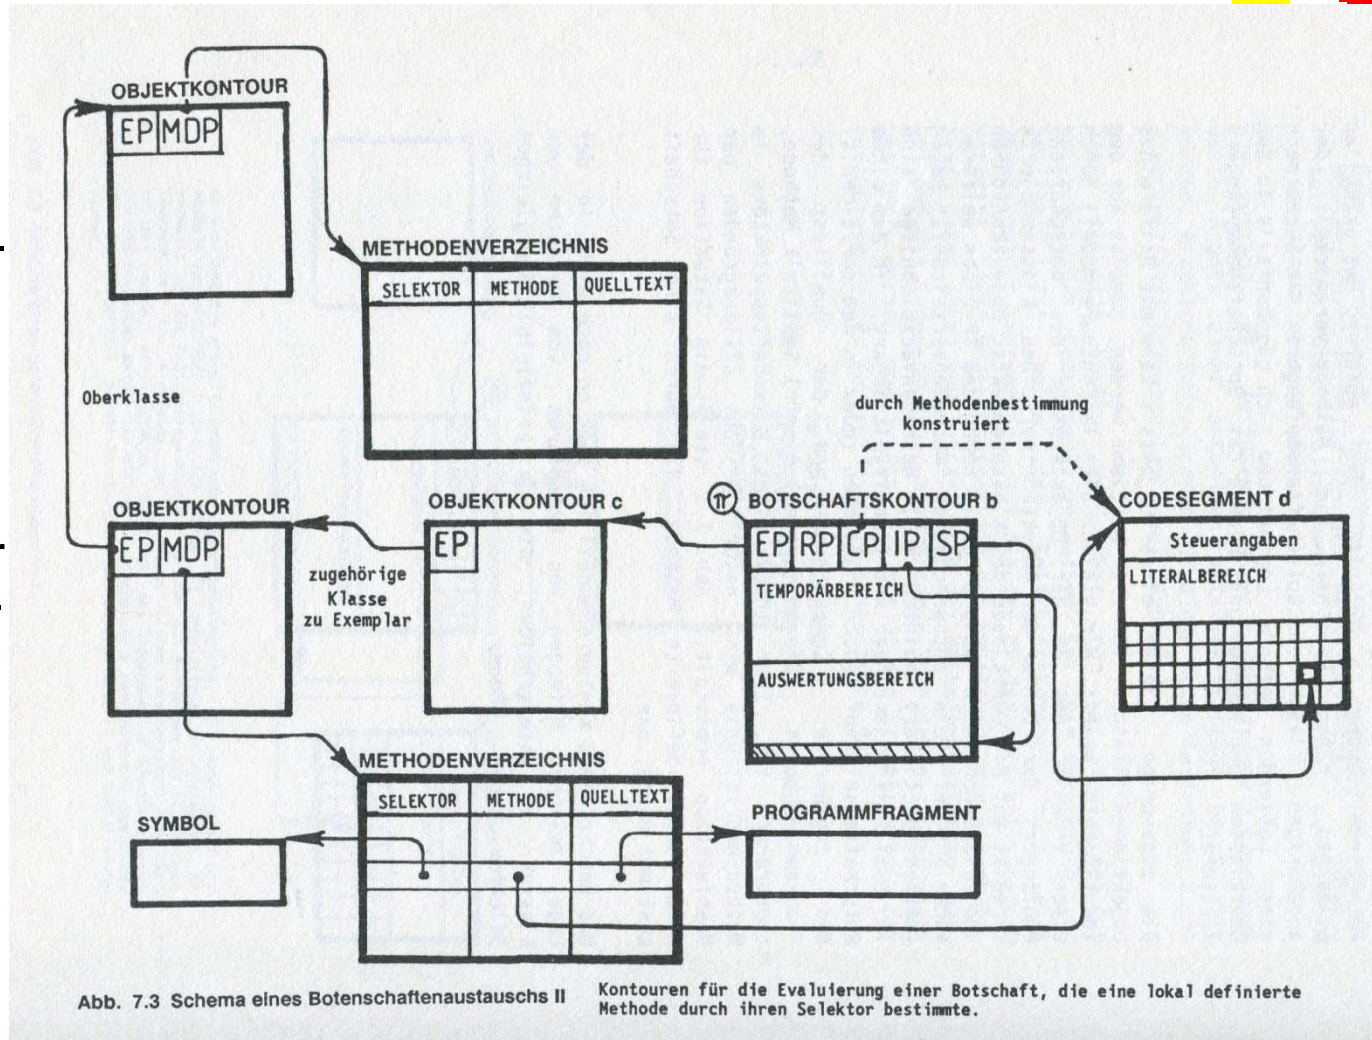 OBJEKTKONTOUR
EP MDP
METHODENVERZEICHNIS
SELEKTOR METHODE QUELLTEXT
Oberklasse
durch Methodenbestimmung
konstruiert
OBJEKTKONTOUR
EP MDP
zugehörige
Klasse
zu Exemplar
OBJEKTKONTOUR c
EP
π
BOTSCHAFTSKONTOUR b
EP RP CP IP SP
TEMPORÄRBEREICH
AUSWERTUNGSBEREICH
CODESEGMENT d
Steuerangaben
LITERALBEREICH
METHODENVERZEICHNIS
SELEKTOR METHODE QUELLTEXT
SYMBOL
PROGRAMMFRAGMENT
Abb. 7.3 Schema eines Botenschaftenaustauschs II
Kontouren für die Evaluierung einer Botschaft, die eine lokal definierte
Methode durch ihren Selektor bestimmte.